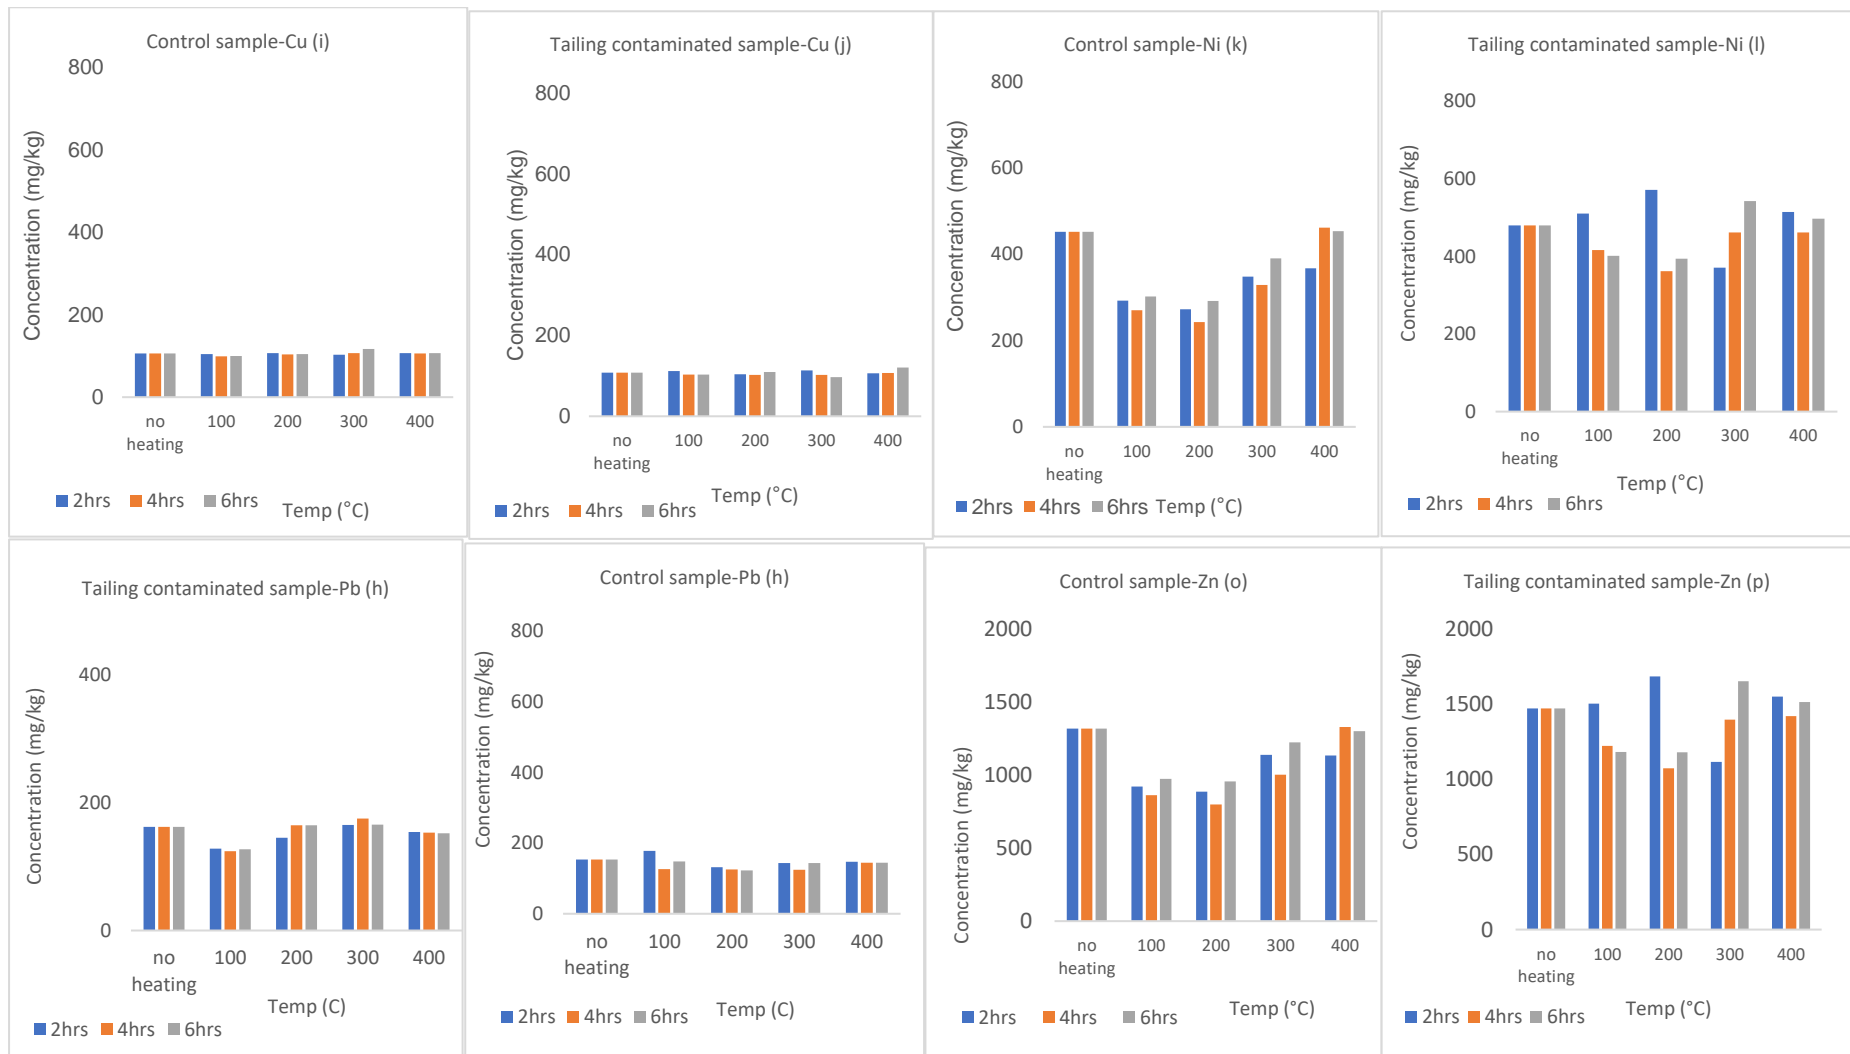 Control sample-Cu (i)
800
600
400
200
0
Concentration (mg/kg)
no heating
100
200
300
400
2hrs
4hrs
6hrs
Temp (°C)
Tailing contaminated sample-Cu (j)
800
600
400
200
0
Concentration (mg/kg)
no heating
100
200
300
400
Temp (°C)
2hrs
4hrs
6hrs
Control sample-Ni (k)
800
600
400
200
0
Concentration (mg/kg)
no heating
100
200
300
400
2hrs
4hrs
6hrs
Temp (°C)
Tailing contaminated sample-Ni (l)
800
600
400
200
0
Concentration (mg/kg)
no heating
100
200
300
400
Temp (°C)
2hrs
4hrs
6hrs
Tailing contaminated sample-Pb (h)
400
200
0
Concentration (mg/kg)
no heating
100
200
300
400
Temp (C)
2hrs
4hrs
6hrs
Control sample-Pb (h)
800
600
400
200
0
Concentration (mg/kg)
no heating
100
200
300
400
Temp (C)
2hrs
4hrs
6hrs
Control sample-Zn (o)
2000
1500
1000
500
0
Concentration (mg/kg)
no heating
100
200
300
400
2hrs
4hrs
6hrs
Temp (°C)
Tailing contaminated sample-Zn (p)
2000
1500
1000
500
0
Concentration (mg/kg)
no heating
100
200
300
400
Temp (°C)
2hrs
4hrs
6hrs